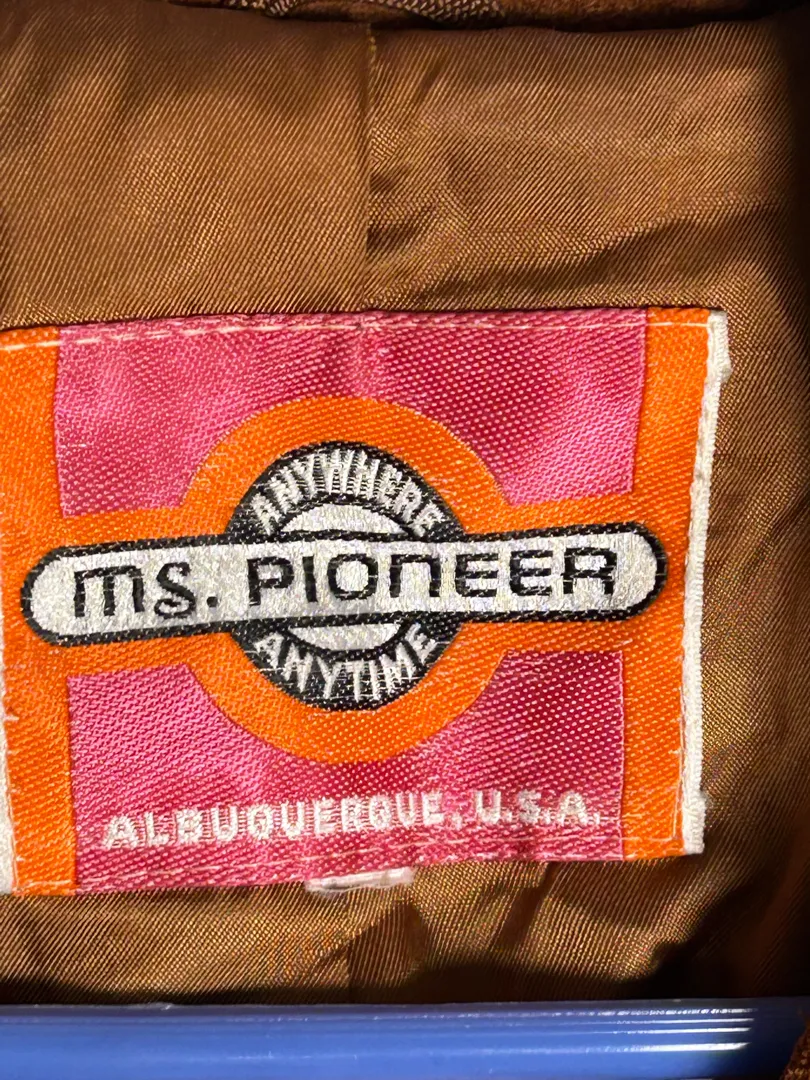 ANYWHERE
ms. PIONEER
ANYTIME
ALBUQUERQUE, U.S.A.